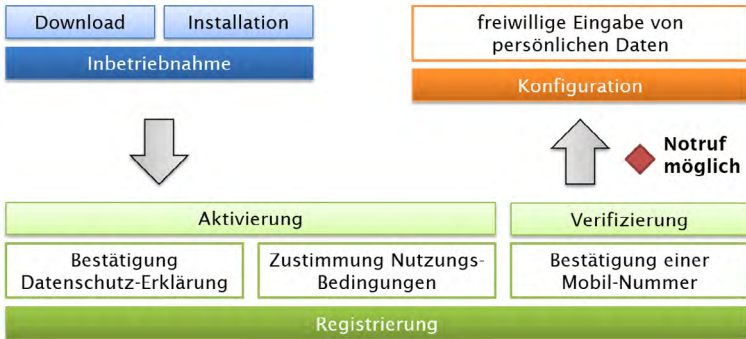 Download
Installation
Inbetriebnahme
freiwillige Eingabe von
persönlichen Daten
Konfiguration
Notruf
möglich
Aktivierung
Verifizierung
Bestätigung
Datenschutz-Erklärung
Zustimmung Nutzungs-
Bedingungen
Bestätigung einer
Mobil-Nummer
Registrierung